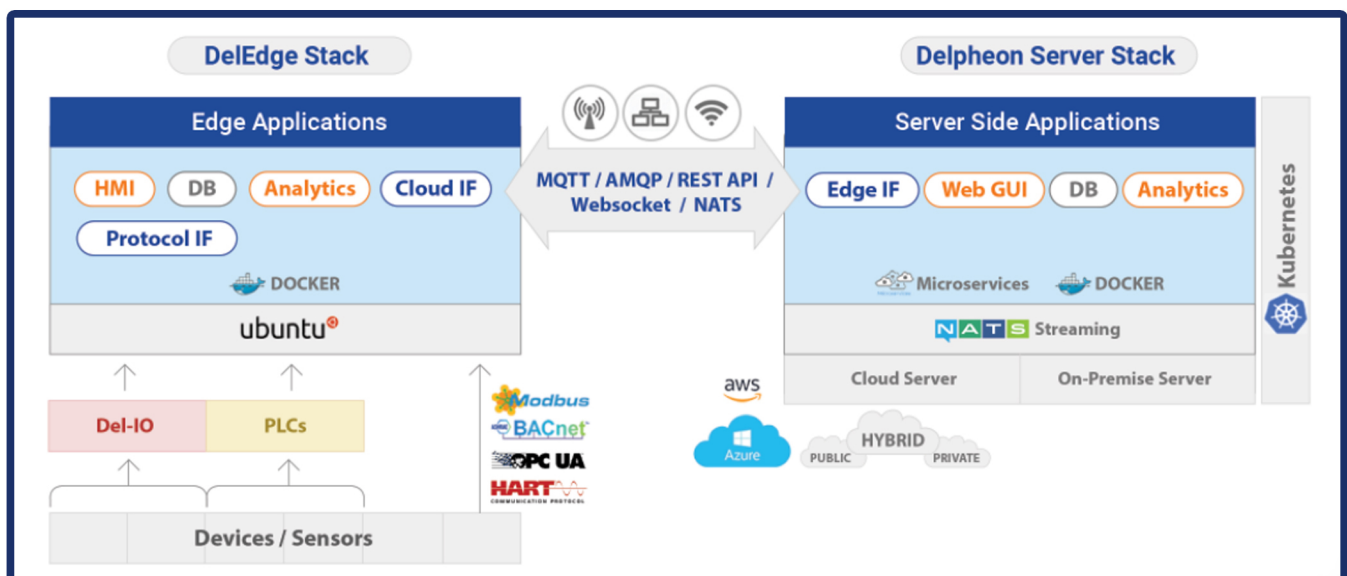 DelEdge Stack
Delpheon Server Stack
Edge Applications
HMI
DB
Analytics
Cloud IF
Protocol IF
DOCKER
ubuntu
MQTT / AMQP / REST API /
Websocket / NATS
Server Side Applications
Edge IF
Web GUI
DB
Analytics
Microservices
DOCKER
NATS Streaming
Cloud Server
On-Premise Server
Kubernetes
Del-IO
PLCs
Devices / Sensors
Modbus
BACnet
OPC UA
HART
COMMUNICATION PROTOCOL
aws
Azure
PUBLIC
HYBRID
PRIVATE